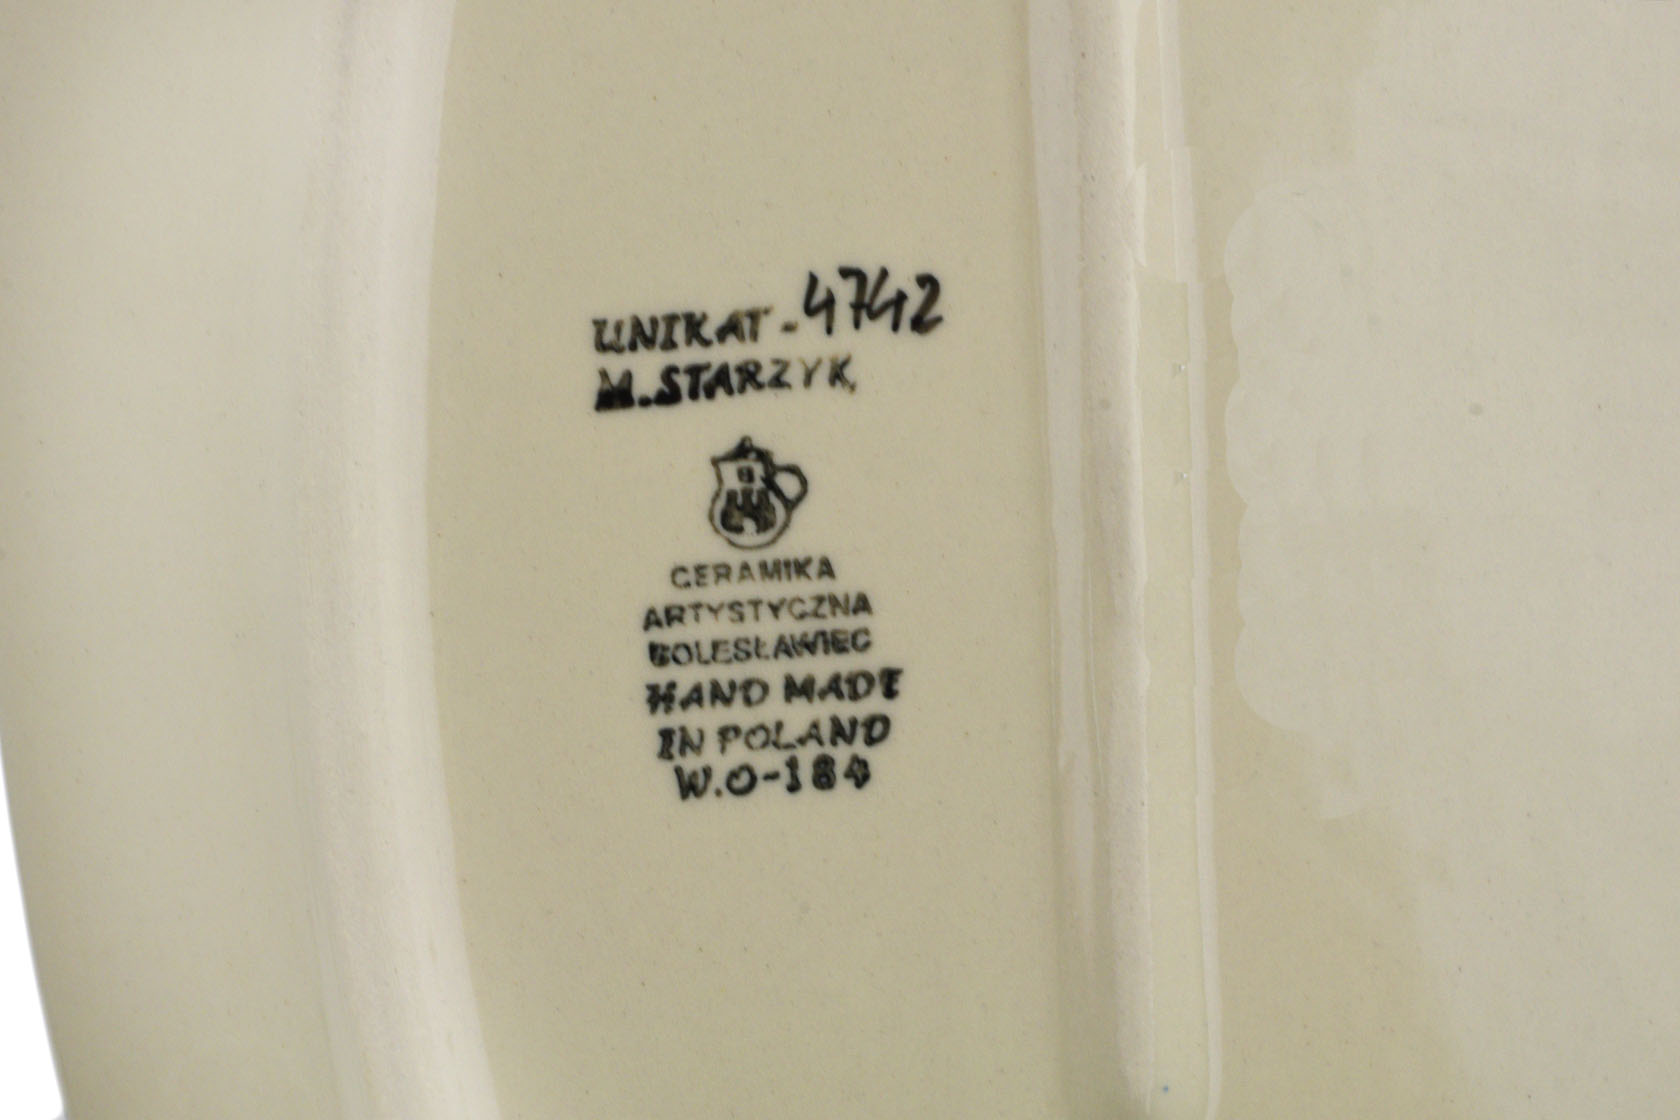 UNIKAT-4742
M.STARZYK
CERAMIKA
ARTYSTYCZNA
BOLESŁAWIEC
HAND MADE
IN POLAND
W.O-184